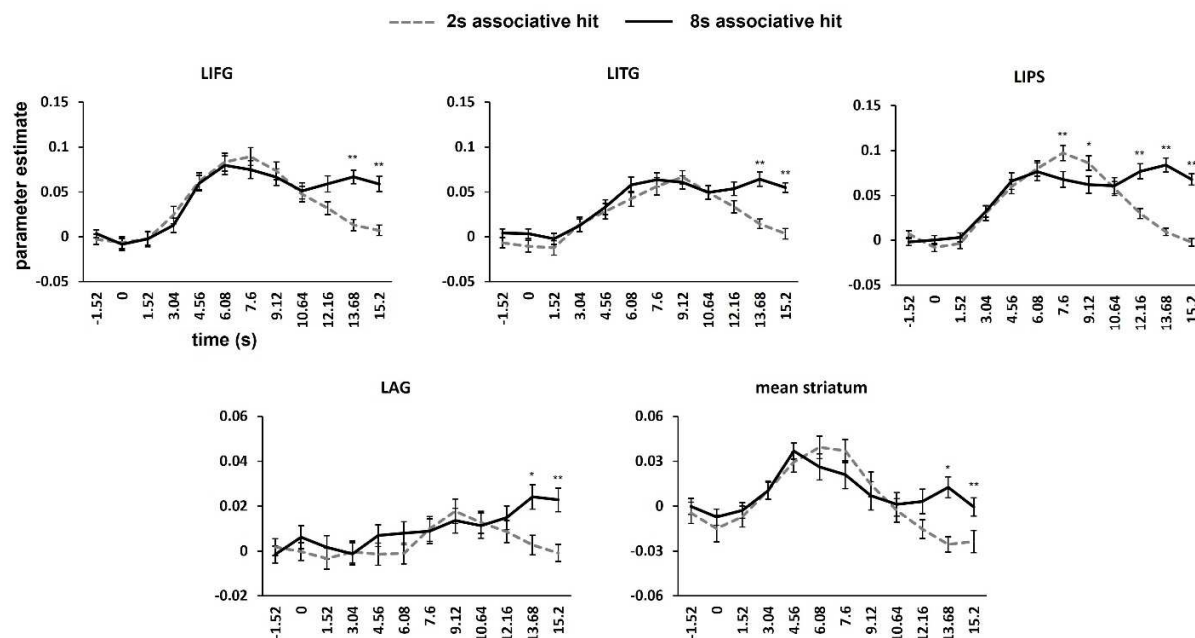 2s associative hit 8s associative hit
LIFG
0.15
0.1
0.05
0
-0.05
parameter estimate
** **
-1.52 0 1.52 3.04 4.56 6.08 7.6 9.12 10.64 12.16 13.68 15.2
time (s)
LITG
0.15
0.1
0.05
0
-0.05
** **
-1.52 0 1.52 3.04 4.56 6.08 7.6 9.12 10.64 12.16 13.68 15.2
LIPS
0.15
0.1
0.05
0
-0.05
** * ** ** **
-1.52 0 1.52 3.04 4.56 6.08 7.6 9.12 10.64 12.16 13.68 15.2
LAG
0.06
0.04
0.02
0
-0.02
* **
-1.52 0 1.52 3.04 4.56 6.08 7.6 9.12 10.64 12.16 13.68 15.2
mean striatum
0.06
0.03
0
-0.03
-0.06
* **
-1.52 0 1.52 3.04 4.56 6.08 7.6 9.12 10.64 12.16 13.68 15.2